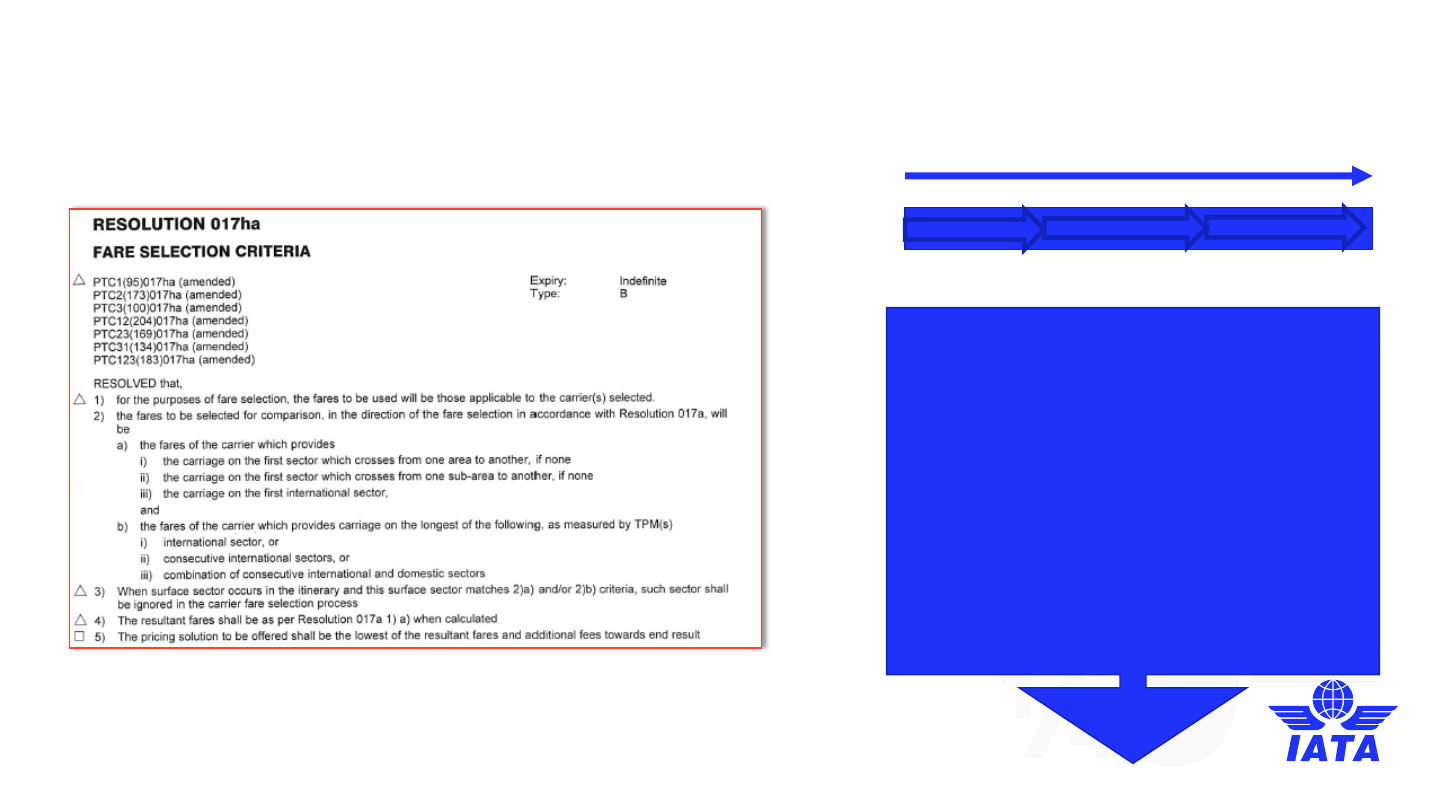 RESOLUTION 017ha
FARE SELECTION CRITERIA
△ PTC1(95)017ha (amended) Expiry: Indefinite
PTC2(173)017ha (amended) Type: B
PTC3(100)017ha (amended)
PTC12(204)017ha (amended)
PTC23(169)017ha (amended)
PTC31(134)017ha (amended)
PTC123(183)017ha (amended)
RESOLVED that,
△ 1) for the purposes of fare selection, the fares to be used will be those applicable to the carrier(s) selected.
2) the fares to be selected for comparison, in the direction of the fare selection in accordance with Resolution 017a, will
be
a) the fares of the carrier which provides
i) the carriage on the first sector which crosses from one area to another, if none
ii) the carriage on the first sector which crosses from one sub-area to another, if none
iii) the carriage on the first international sector,
and
b) the fares of the carrier which provides carriage on the longest of the following, as measured by TPM(s)
i) international sector, or
ii) consecutive international sectors, or
iii) combination of consecutive international and domestic sectors
△ 3) When surface sector occurs in the itinerary and this surface sector matches 2)a) and/or 2)b) criteria, such sector shall
be ignored in the carrier fare selection process
△ 4) The resultant fares shall be as per Resolution 017a 1) a) when calculated
□ 5) The pricing solution to be offered shall be the lowest of the resultant fares and additional fees towards end result
IATA